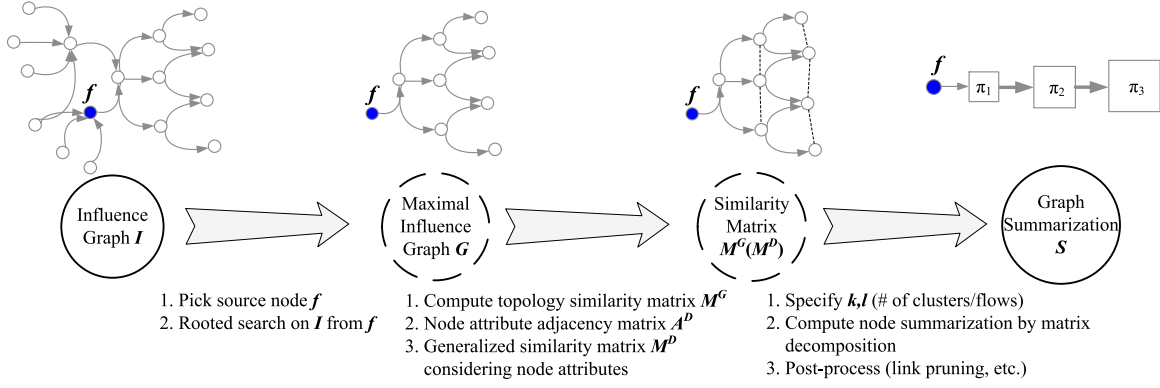 f
f
f
f
π1
π2
π3
Influence
Graph I
Maximal
Influence
Graph G
Similarity
Matrix
M^G(M^D)
Graph
Summarization
S
1. Pick source node f
2. Rooted search on I from f
1. Compute topology similarity matrix M^G
2. Node attribute adjacency matrix A^D
3. Generalized similarity matrix M^D
considering node attributes
1. Specify k,l (# of clusters/flows)
2. Compute node summarization by matrix
decomposition
3. Post-process (link pruning, etc.)